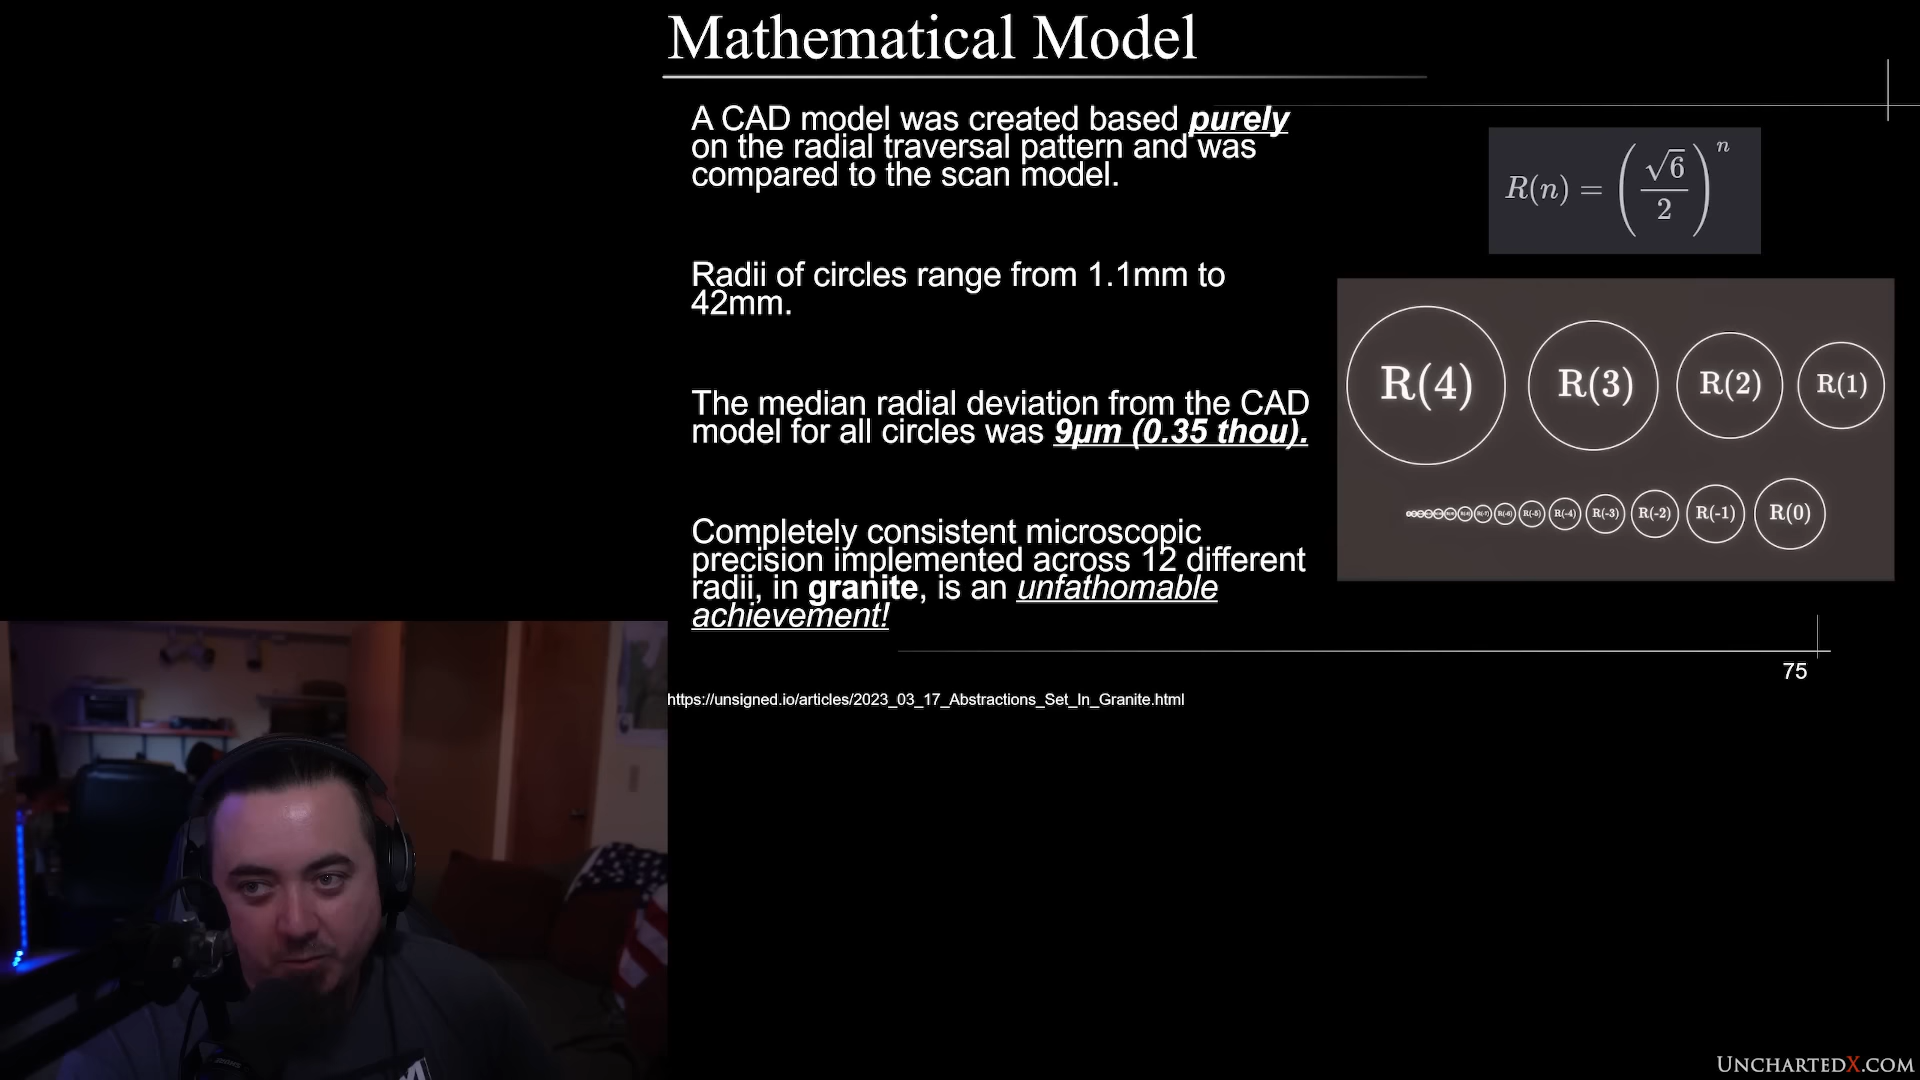 Mathematical Model
A CAD model was created based purely
on the radial traversal pattern and was
compared to the scan model.
Radii of circles range from 1.1mm to
42mm.
The median radial deviation from the CAD
model for all circles was 9µm (0.35 thou).
Completely consistent microscopic
precision implemented across 12 different
radii, in granite, is an unfathomable
achievement!
R(n) = (√6/2)^n
R(4) R(3) R(2) R(1)
R(-5) R(-4) R(-3) R(-2) R(-1) R(0)
75
https://unsigned.io/articles/2023_03_17_Abstractions_Set_In_Granite.html
UNCHARTEDX.COM